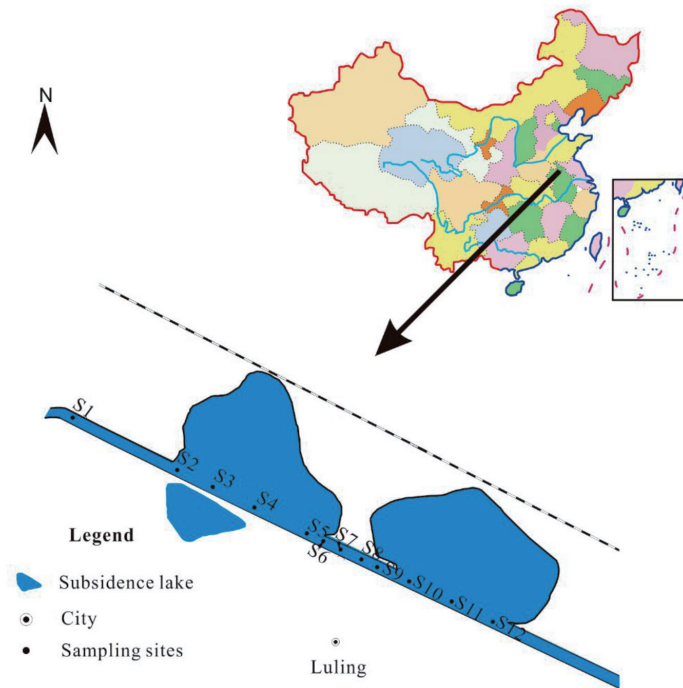 N
S1
S2
S3
S4
S5
S6
S7
S8
S9
S10
S11
S12
Legend
Subsidence lake
City
Sampling sites
Luling